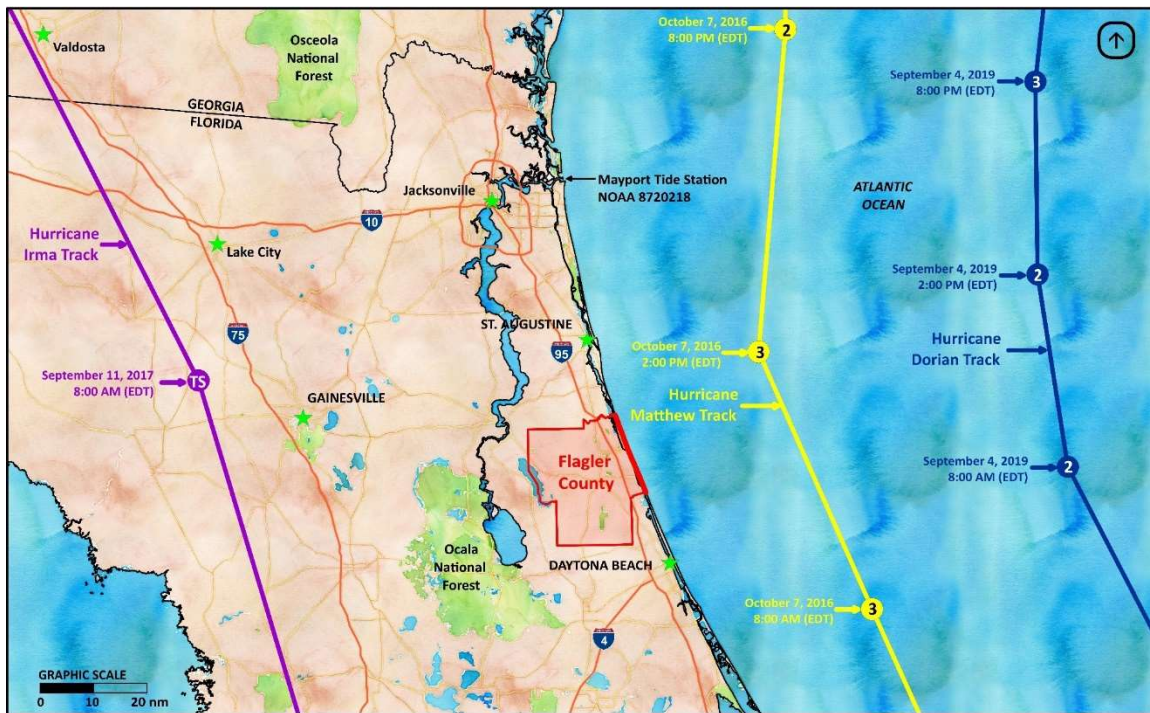 Valdosta
Osceola
National
Forest
GEORGIA
FLORIDA
October 7, 2016
8:00 PM (EDT)
2
September 4, 2019
8:00 PM (EDT)
3
Jacksonville
Mayport Tide Station
NOAA 8720218
ATLANTIC
OCEAN
10
Hurricane
Irma Track
Lake City
September 4, 2019
2:00 PM (EDT)
2
75
ST. AUGUSTINE
95
October 7, 2016
2:00 PM (EDT)
3
Hurricane
Dorian Track
September 11, 2017
8:00 AM (EDT)
TS
GAINESVILLE
Hurricane
Matthew Track
Flagler
County
September 4, 2019
8:00 AM (EDT)
2
Ocala
National
Forest
DAYTONA BEACH
October 7, 2016
8:00 AM (EDT)
3
4
GRAPHIC SCALE
0 10 20 nm